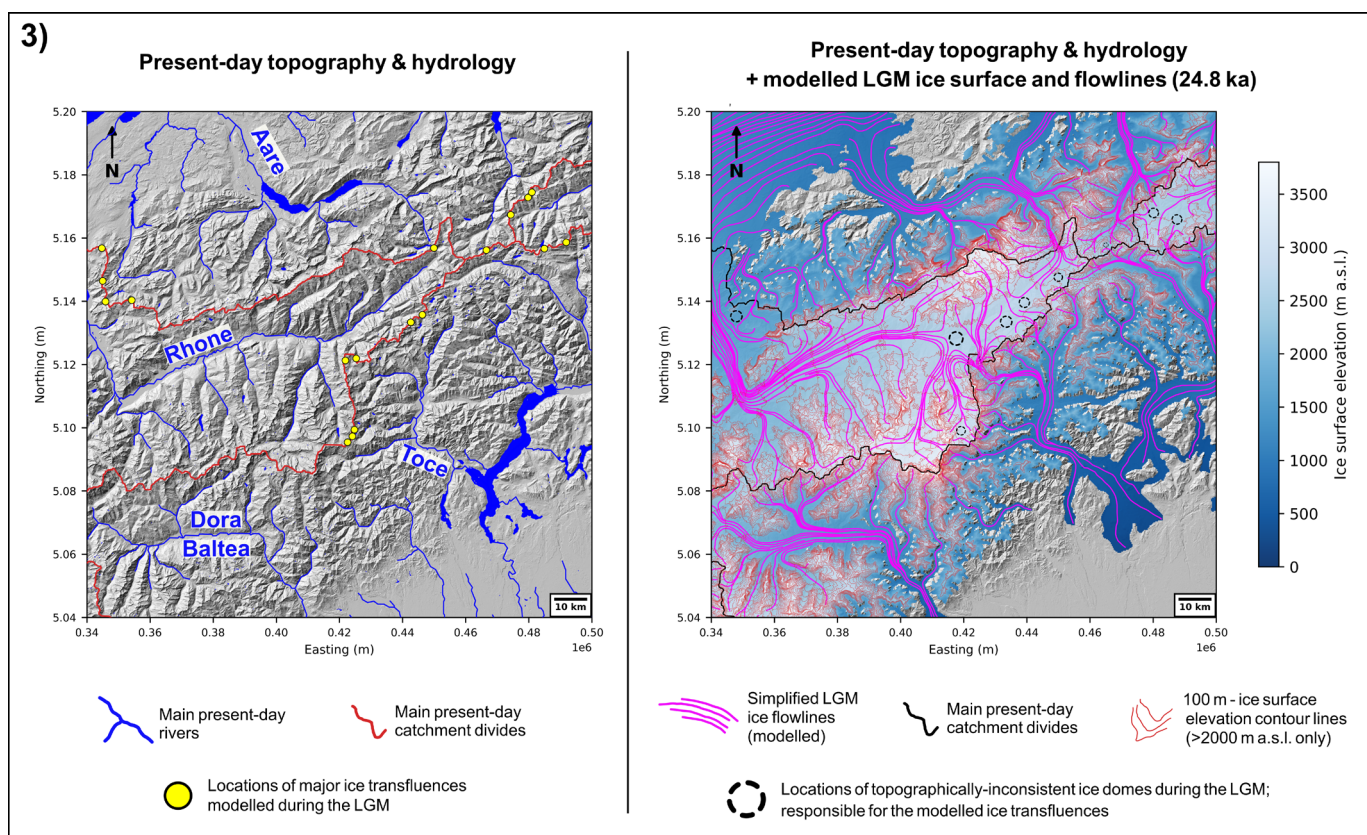 3)
Present-day topography & hydrology
5.20
5.18
5.16
5.14
5.12
5.10
5.08
5.06
5.04
Northing (m)
N
Aare
Rhone
Toce
Dora
Baltea
10 km
0.34
0.36
0.38
0.40
0.42
0.44
0.46
0.48
0.50
Easting (m)
1e6
Main present-day
rivers
Main present-day
catchment divides
Locations of major ice transfluences
modelled during the LGM
Present-day topography & hydrology
+ modelled LGM ice surface and flowlines (24.8 ka)
5.20
5.18
5.16
5.14
5.12
5.10
5.08
5.06
5.04
Northing (m)
N
10 km
0.34
0.36
0.38
0.40
0.42
0.44
0.46
0.48
0.50
Easting (m)
1e6
3500
3000
2500
2000
1500
1000
500
0
Ice surface elevation (m a.s.l.)
Simplified LGM
ice flowlines
(modelled)
Main present-day
catchment divides
100 m - ice surface
elevation contour lines
(>2000 m a.s.l. only)
Locations of topographically-inconsistent ice domes during the LGM;
responsible for the modelled ice transfluences